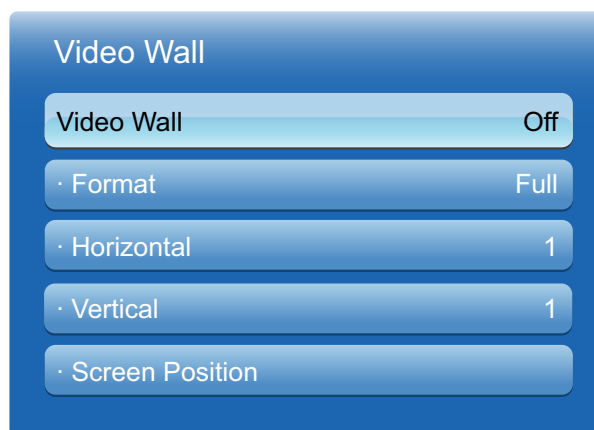 Video Wall
Video Wall Off
· Format Full
· Horizontal 1
· Vertical 1
· Screen Position